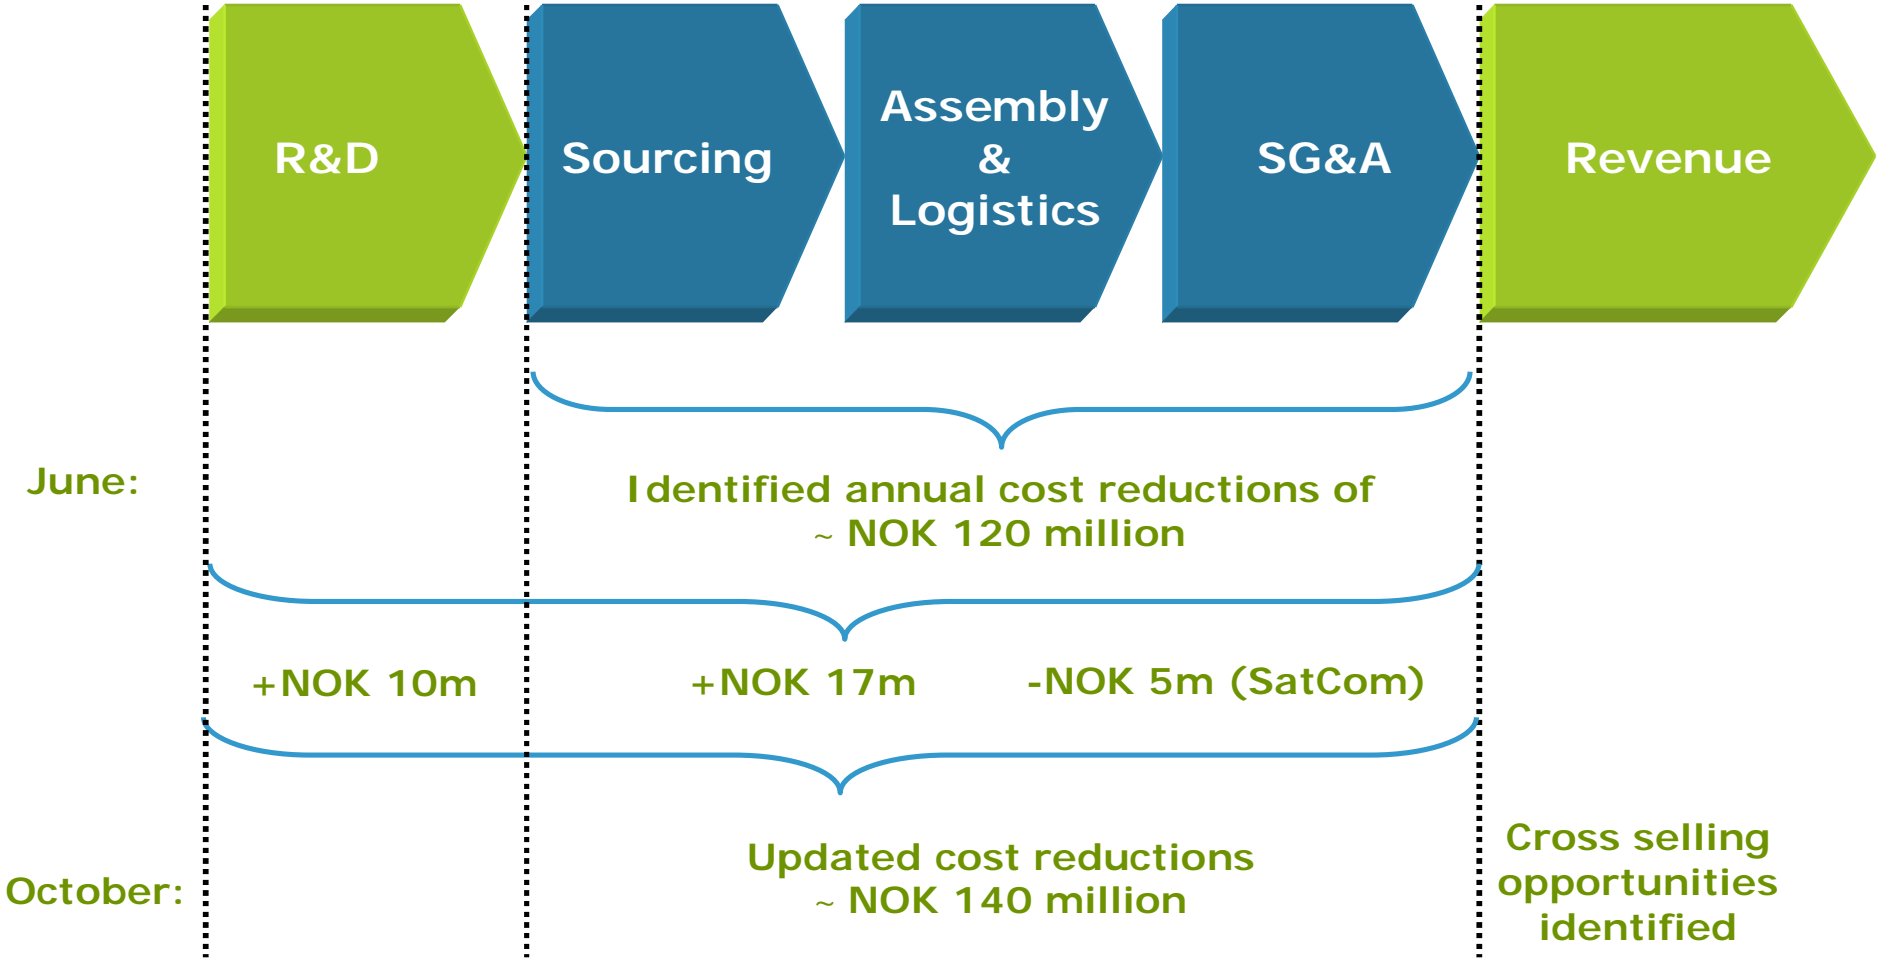 R&D
Sourcing
Assembly
&
Logistics
SG&A
Revenue
June:
Identified annual cost reductions of
~ NOK 120 million
+NOK 10m
+NOK 17m
-NOK 5m (SatCom)
October:
Updated cost reductions
~ NOK 140 million
Cross selling
opportunities
identified